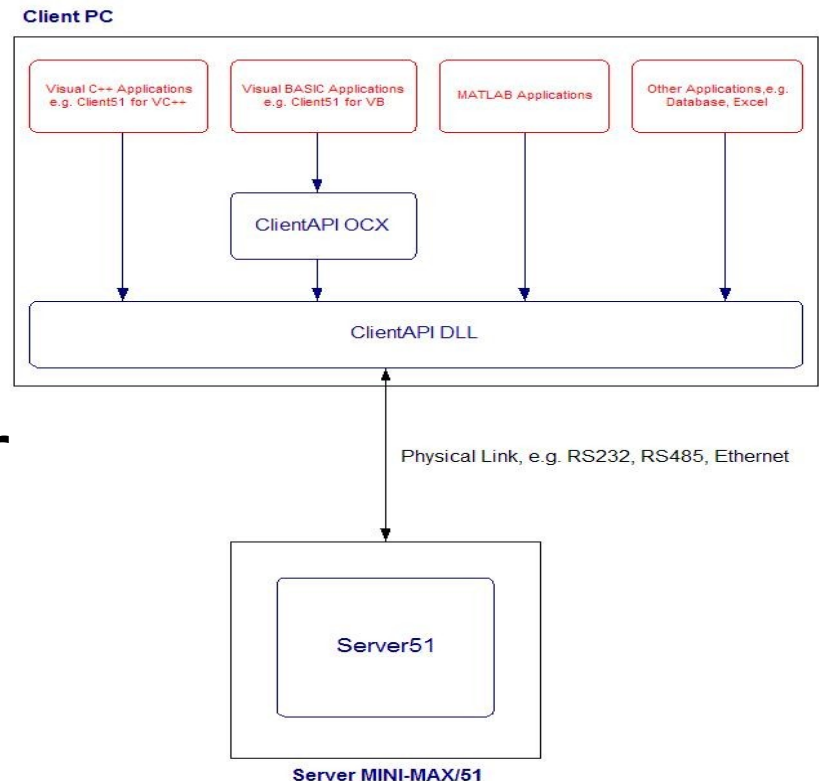 Client PC
Visual C++ Applications
e.g. Client51 for VC++
Visual BASIC Applications
e.g. Client51 for VB
MATLAB Applications
Other Applications,e.g.
Database, Excel
ClientAPI OCX
ClientAPI DLL
Physical Link, e.g. RS232, RS485, Ethernet
Server51
Server MINI-MAX/51